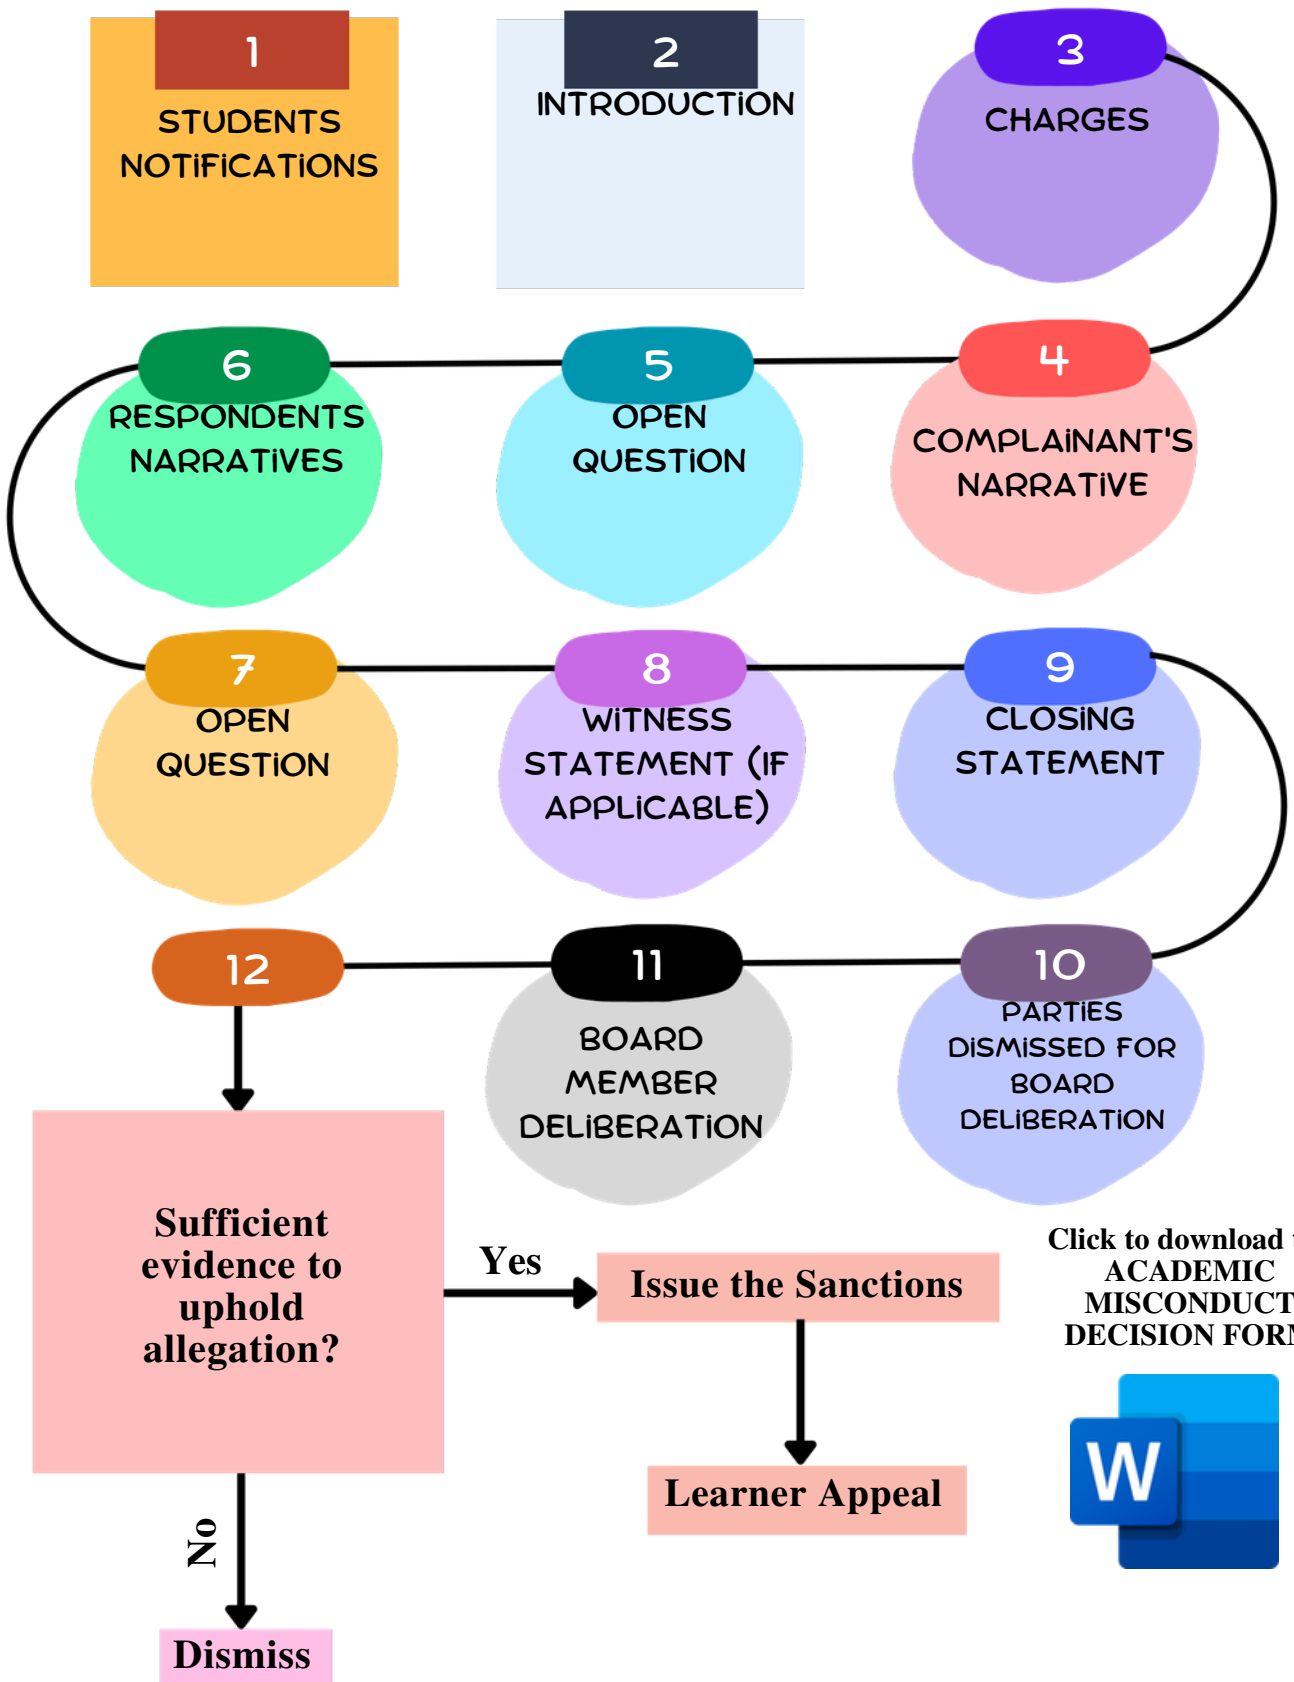 1
STUDENTS
NOTiFiCATiONS
2
INTRODUCTiON
3
CHARGES
4
COMPLAiNANT'S
NARRATiVE
5
OPEN
QUESTiON
6
RESPONDENTS
NARRATiVES
7
OPEN
QUESTiON
8
WiTNESS
STATEMENT (IF
APPLiCABLE)
9
CLOSiNG
STATEMENT
10
PARTiES
DiSMiSSED FOR
BOARD
DELiBERATiON
11
BOARD
MEMBER
DELiBERATiON
12
Sufficient
evidence to
uphold
allegation?
Yes
Issue the Sanctions
Learner Appeal
No
Dismiss
Click to download
ACADEMIC
MISCONDUCT
DECISION FORM
W